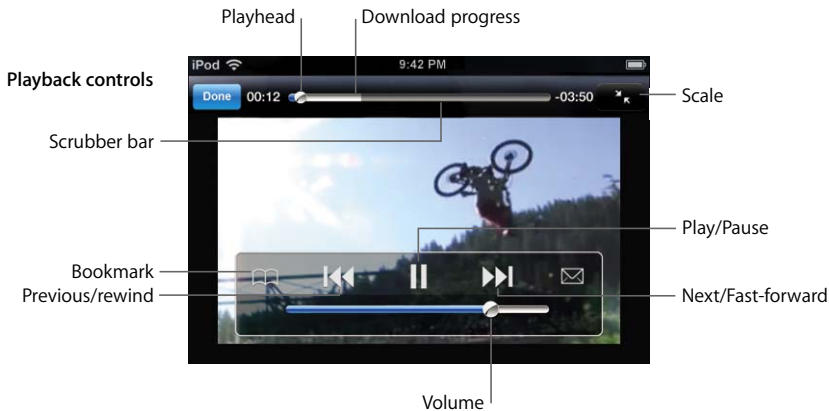 Playhead
Download progress
iPod
9:42 PM
Playback controls
Done
00:12
-03:50
Scale
Scrubber bar
Play/Pause
Bookmark
Previous/rewind
Next/Fast-forward
Volume